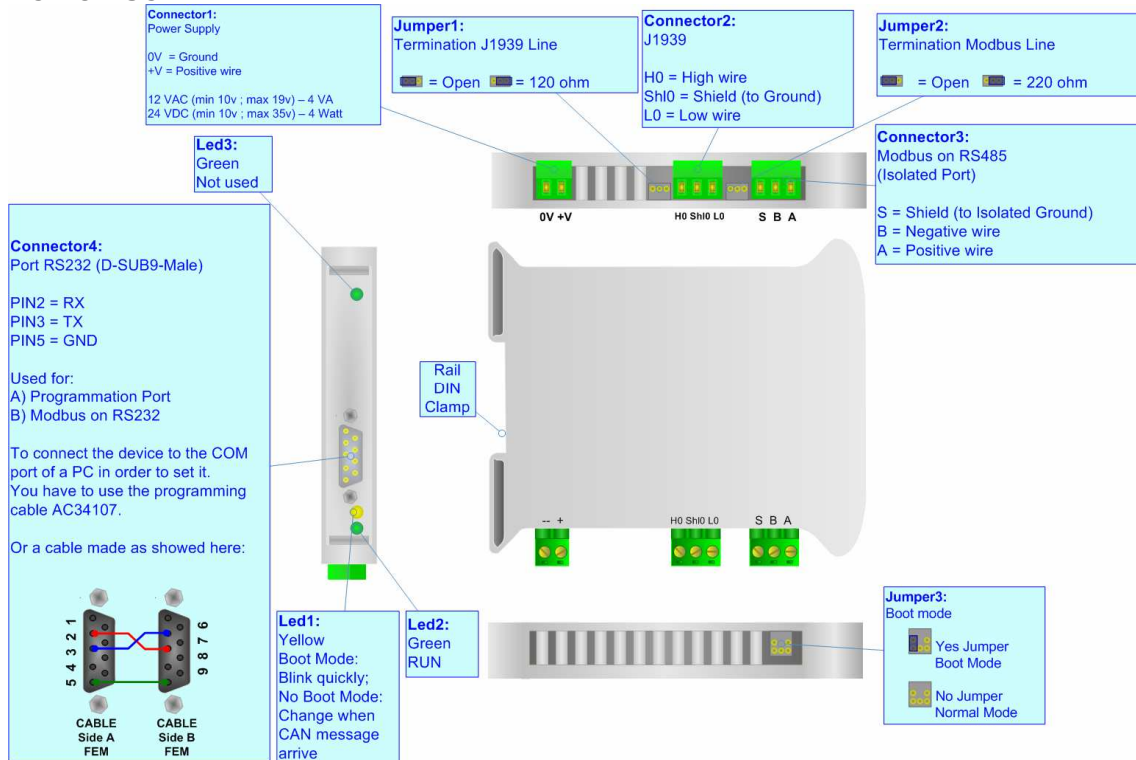 Connector1:
Power Supply
0V = Ground
+V = Positive wire
12 VAC (min 10v ; max 19v) – 4 VA
24 VDC (min 10v ; max 35v) – 4 Watt
Jumper1:
Termination J1939 Line
= Open = 120 ohm
Connector2:
J1939
H0 = High wire
Shl0 = Shield (to Ground)
L0 = Low wire
Jumper2:
Termination Modbus Line
= Open = 220 ohm
Connector3:
Modbus on RS485
(Isolated Port)
S = Shield (to Isolated Ground)
B = Negative wire
A = Positive wire
Led3:
Green
Not used
0V +V
H0 Shl0 L0
S B A
Connector4:
Port RS232 (D-SUB9-Male)
PIN2 = RX
PIN3 = TX
PIN5 = GND
Used for:
A) Programmation Port
B) Modbus on RS232
To connect the device to the COM
port of a PC in order to set it.
You have to use the programming
cable AC34107.
Or a cable made as showed here:
5 4 3 2 1
9 8 7 6
CABLE
Side A
FEM
CABLE
Side B
FEM
Rail
DIN
Clamp
-- +
H0 Shl0 L0
S B A
Led1:
Yellow
Boot Mode:
Blink quickly;
No Boot Mode:
Change when
CAN message
arrive
Led2:
Green
RUN
Jumper3:
Boot mode
Yes Jumper
Boot Mode
No Jumper
Normal Mode